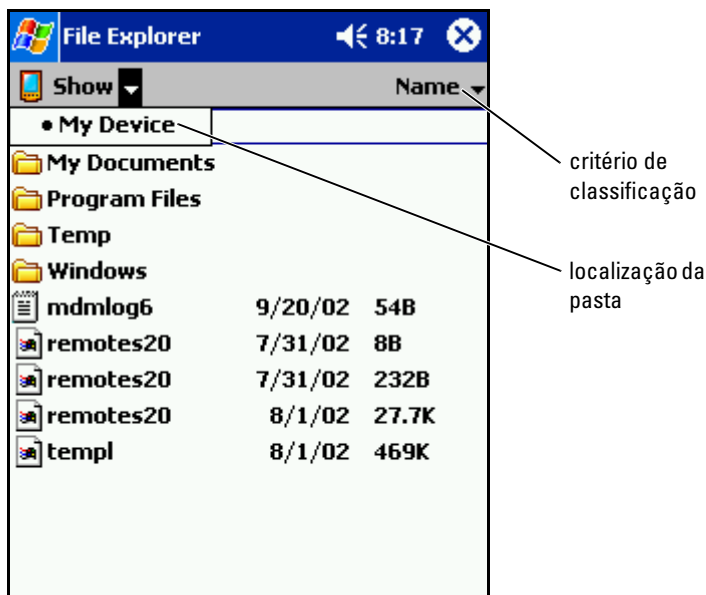 File Explorer 8:17
Show Name
• My Device
My Documents
Program Files
Temp
Windows
mdmlog6 9/20/02 54B
remotes20 7/31/02 8B
remotes20 7/31/02 232B
remotes20 8/1/02 27.7K
templ 8/1/02 469K
critério de
classificação
localização da
pasta